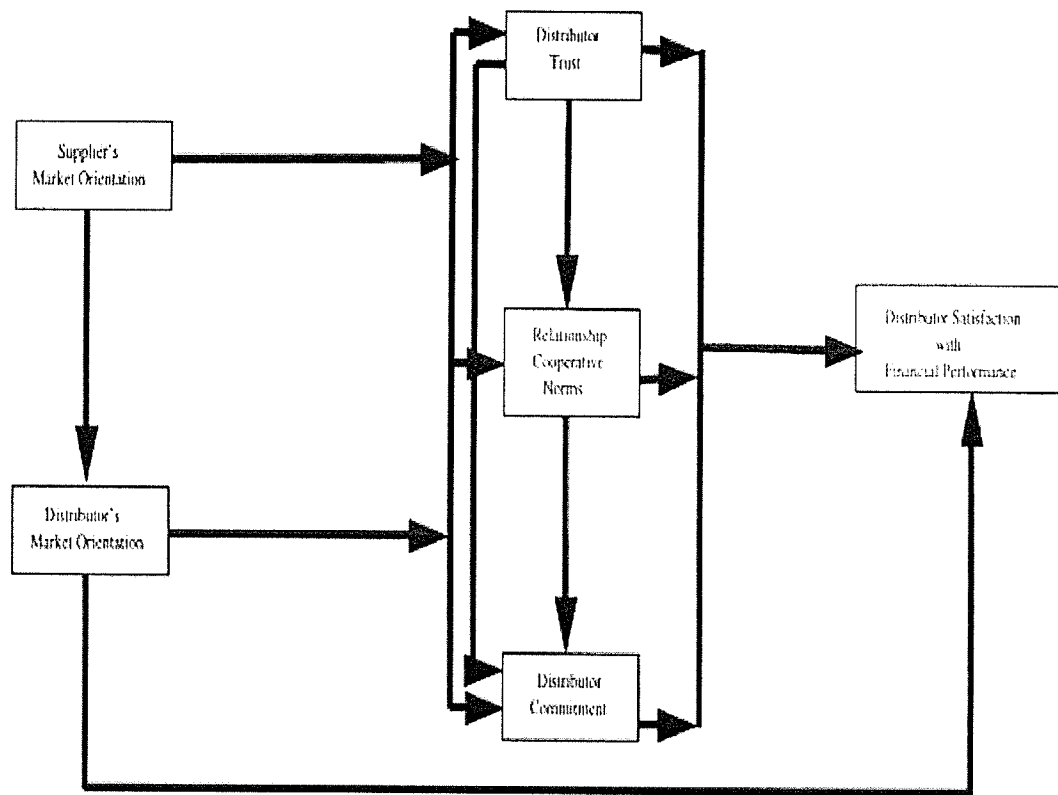 Distributor
Trust
Supplier's
Market Orientation
Relationship
Cooperative
Norms
Distributor Satisfaction
with
Financial Performance
Distributor's
Market Orientation
Distributor
Commitment